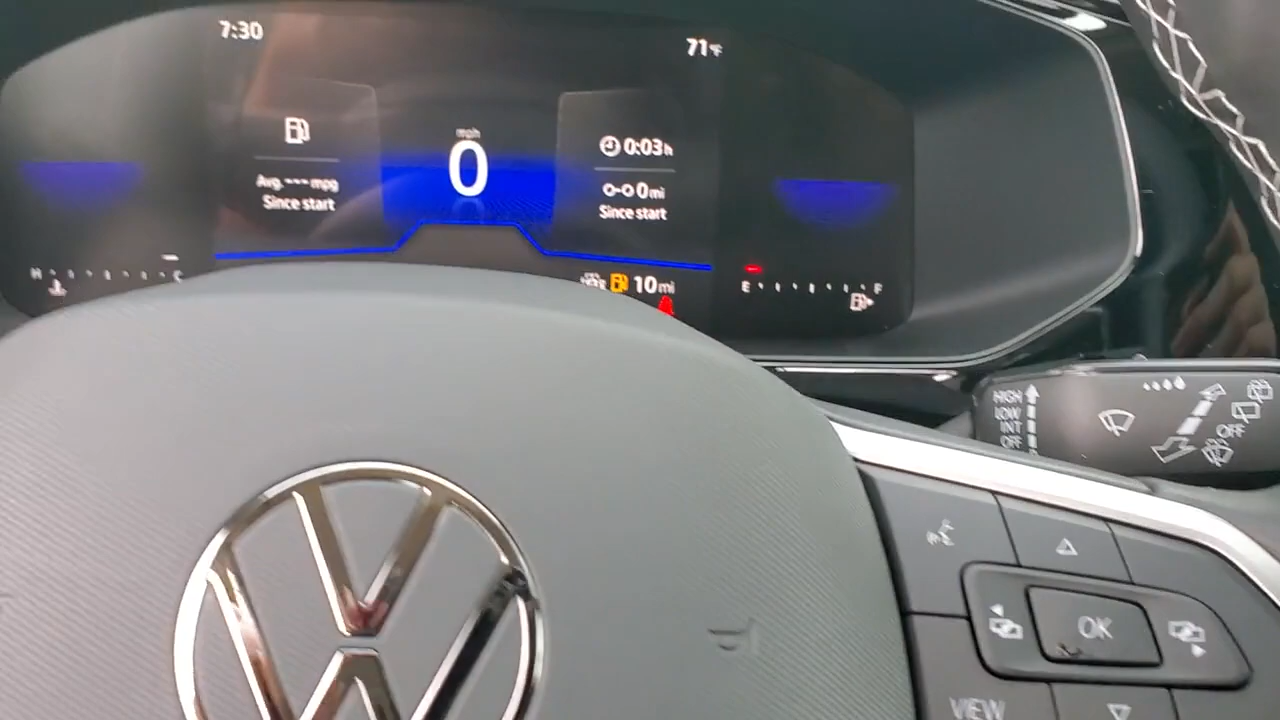 7:30
71°F
mph
0
Avg. --- mpg
Since start
0:03h
0mi
Since start
H
C
10mi
E
F
HIGH
LOW
INT
OFF
OFF
OK
VIEW